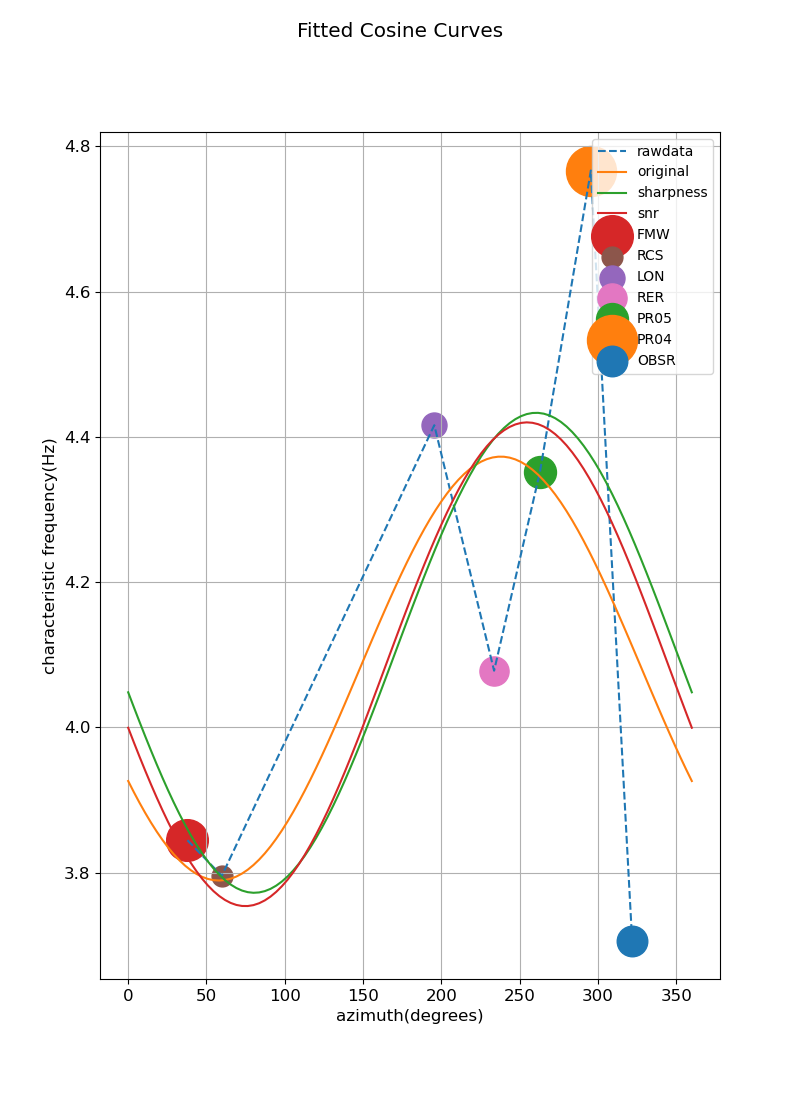 Fitted Cosine Curves
characteristic frequency(Hz)
4.8
4.6
4.4
4.2
4.0
3.8
rawdata
original
sharpness
snr
FMW
RCS
LON
RER
PR05
PR04
OBSR
0 50 100 150 200 250 300 350
azimuth(degrees)